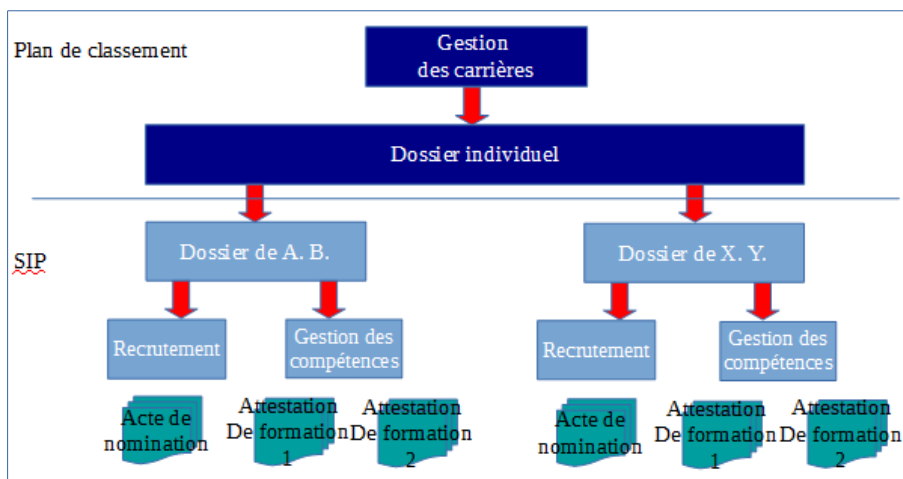 Plan de classement
Gestion
des carrières
Dossier individuel
SIP
Dossier de A. B.
Dossier de X. Y.
Recrutement
Gestion des
compétences
Recrutement
Gestion des
compétences
Acte de
nomination
Attestation
De formation
1
Attestation
De formation
2
Acte de
nomination
Attestation
De formation
1
Attestation
De formation
2